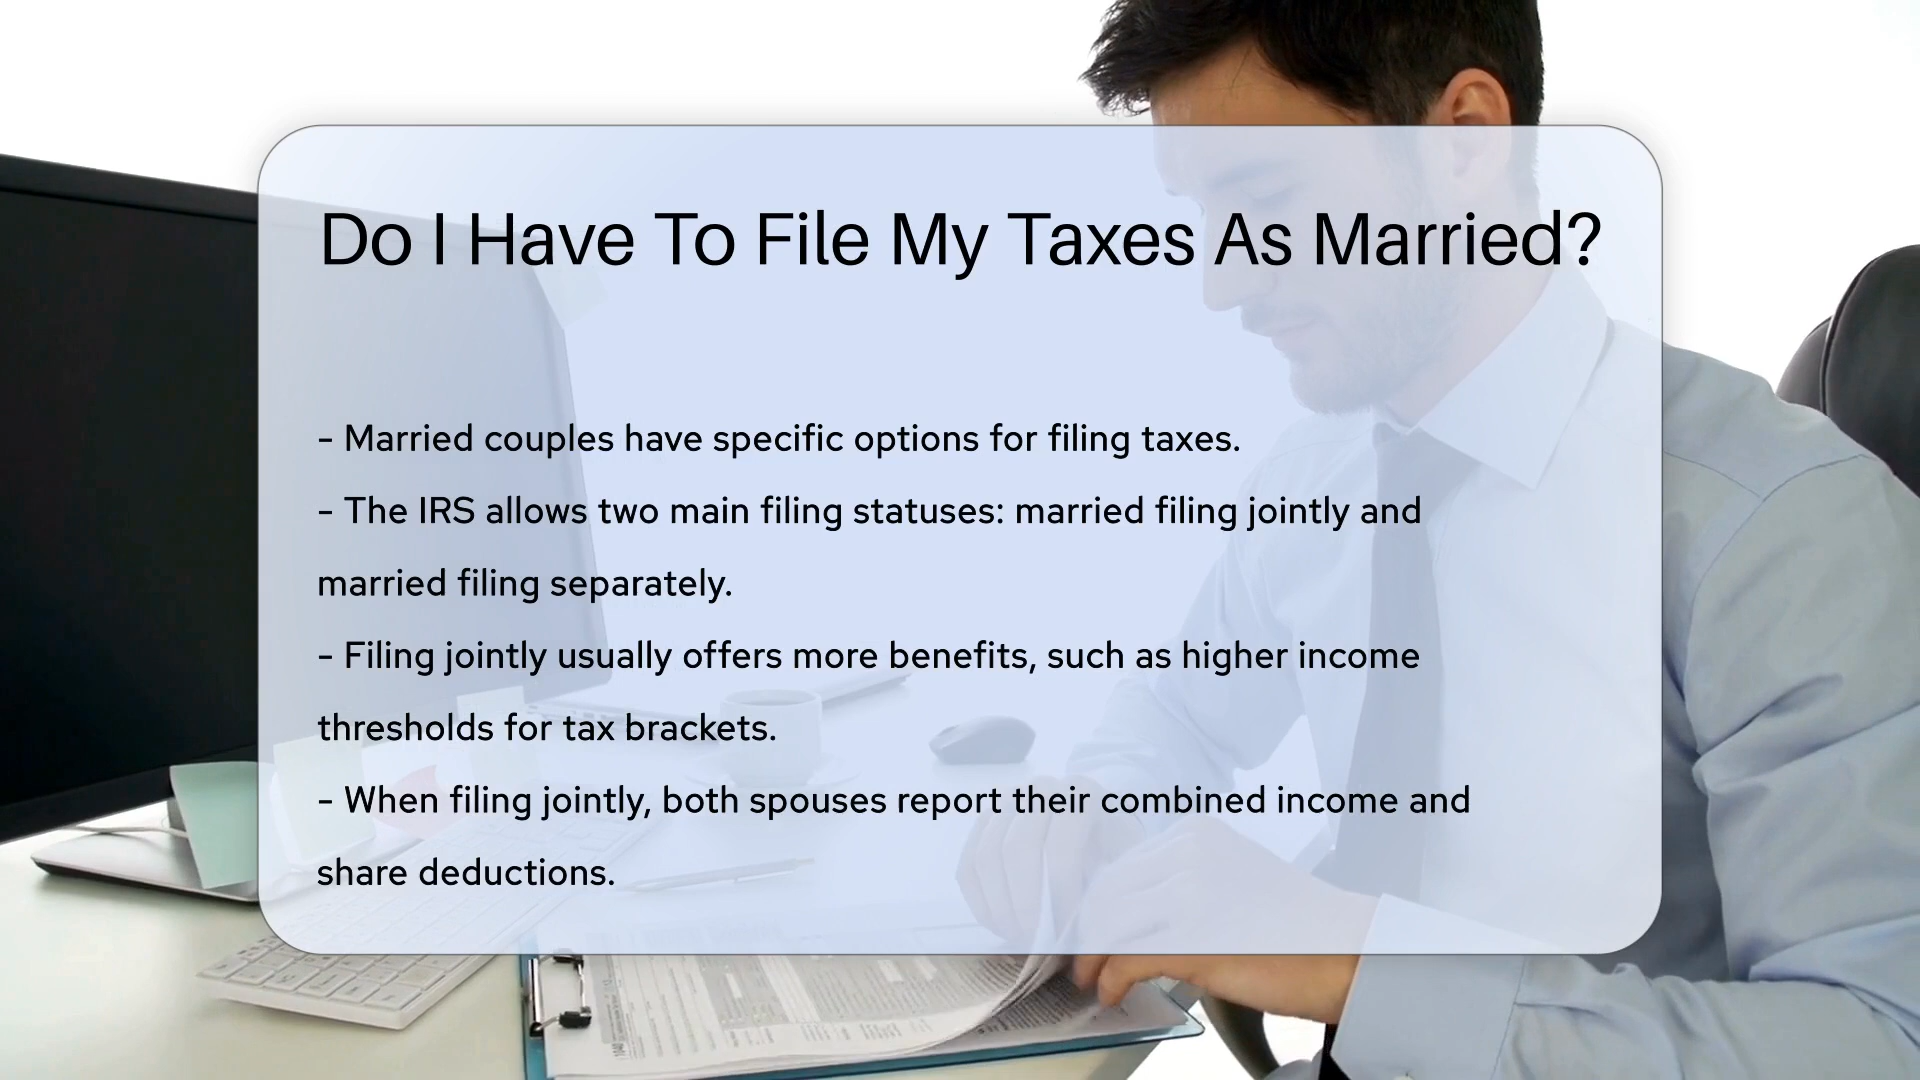 Do I Have To File My Taxes As Married?
- Married couples have specific options for filing taxes.
- The IRS allows two main filing statuses: married filing jointly and
married filing separately.
- Filing jointly usually offers more benefits, such as higher income
thresholds for tax brackets.
- When filing jointly, both spouses report their combined income and
share deductions.